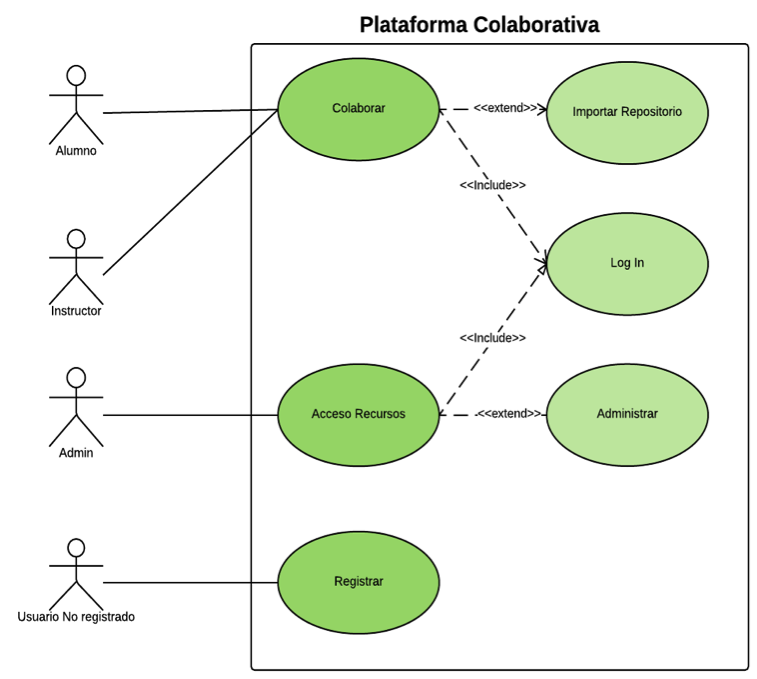 Plataforma Colaborativa
Alumno
Colaborar
<<extend>>
Importar Repositorio
<<Include>>
Instructor
Log In
<<Include>>
Admin
Acceso Recursos
<<extend>>
Administrar
Usuario No registrado
Registrar